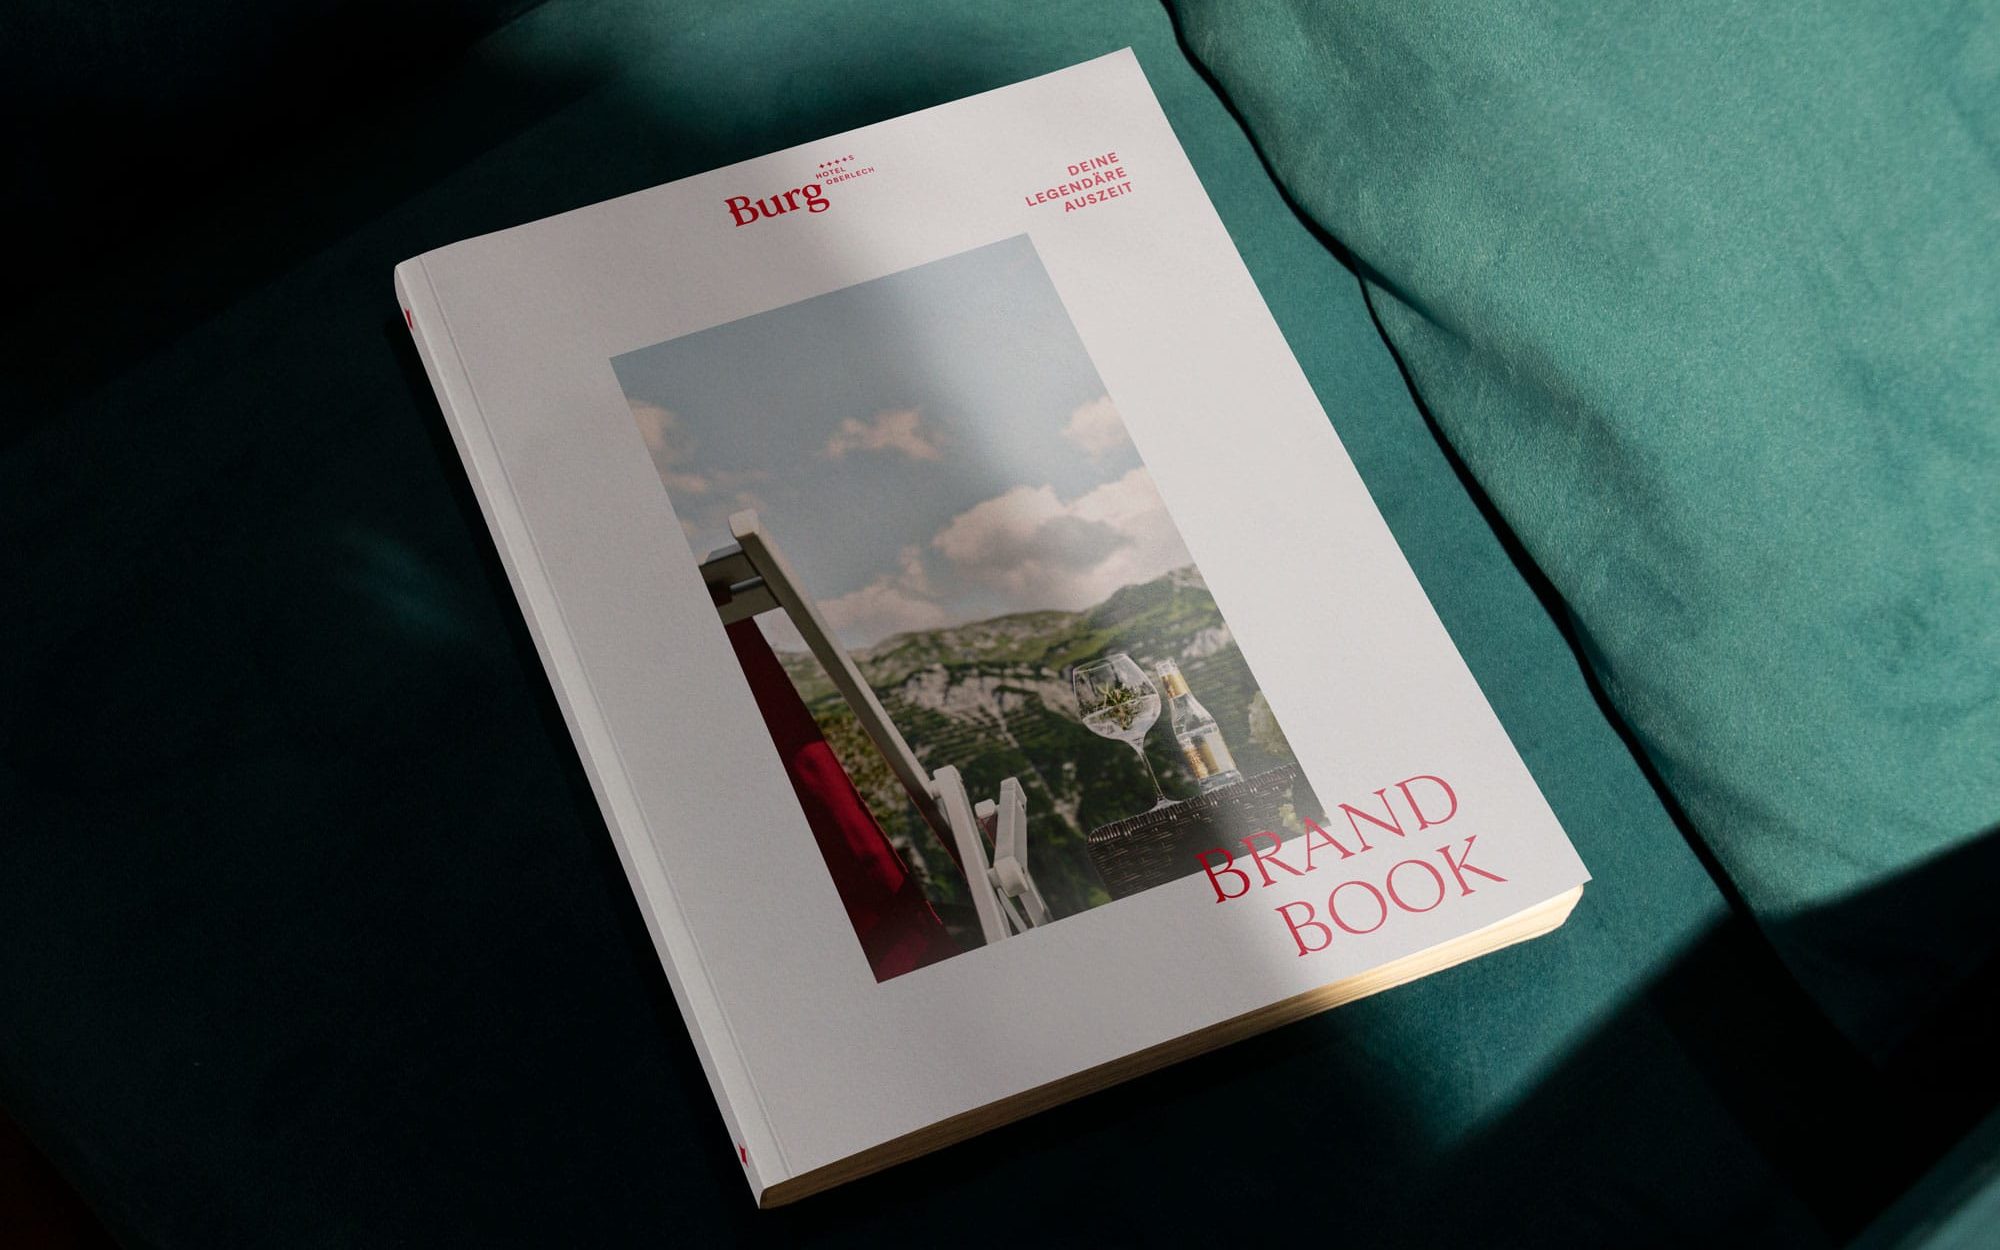 ✦✦✦✦S
HOTEL
OBERLECH
Burg
DEINE
LEGENDÄRE
AUSZEIT
BRAND
BOOK